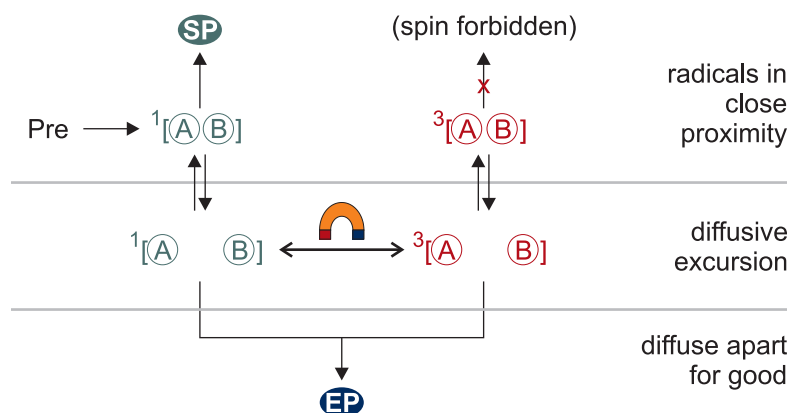 SP
(spin forbidden)
x
radicals in
close
proximity
Pre
1[A B]
3[A B]
1[A B]
3[A B]
diffusive
excursion
diffuse apart
for good
EP